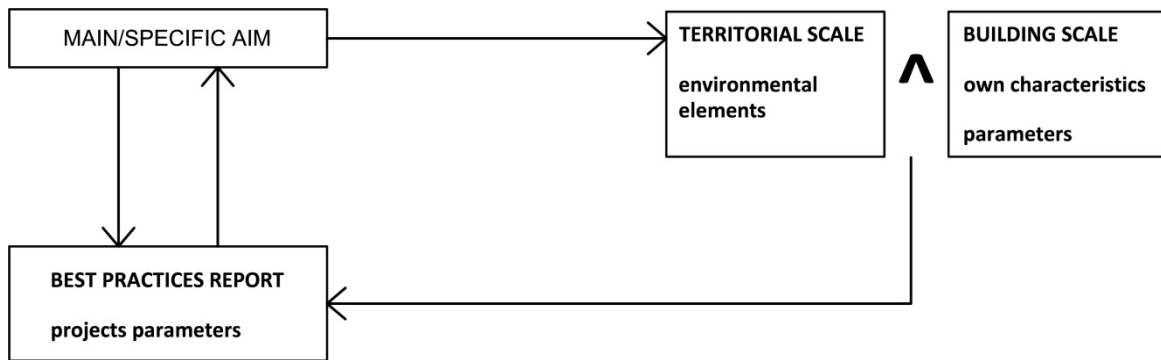 MAIN/SPECIFIC AIM
TERRITORIAL SCALE
environmental
elements
^
BUILDING SCALE
own characteristics
parameters
BEST PRACTICES REPORT
projects parameters